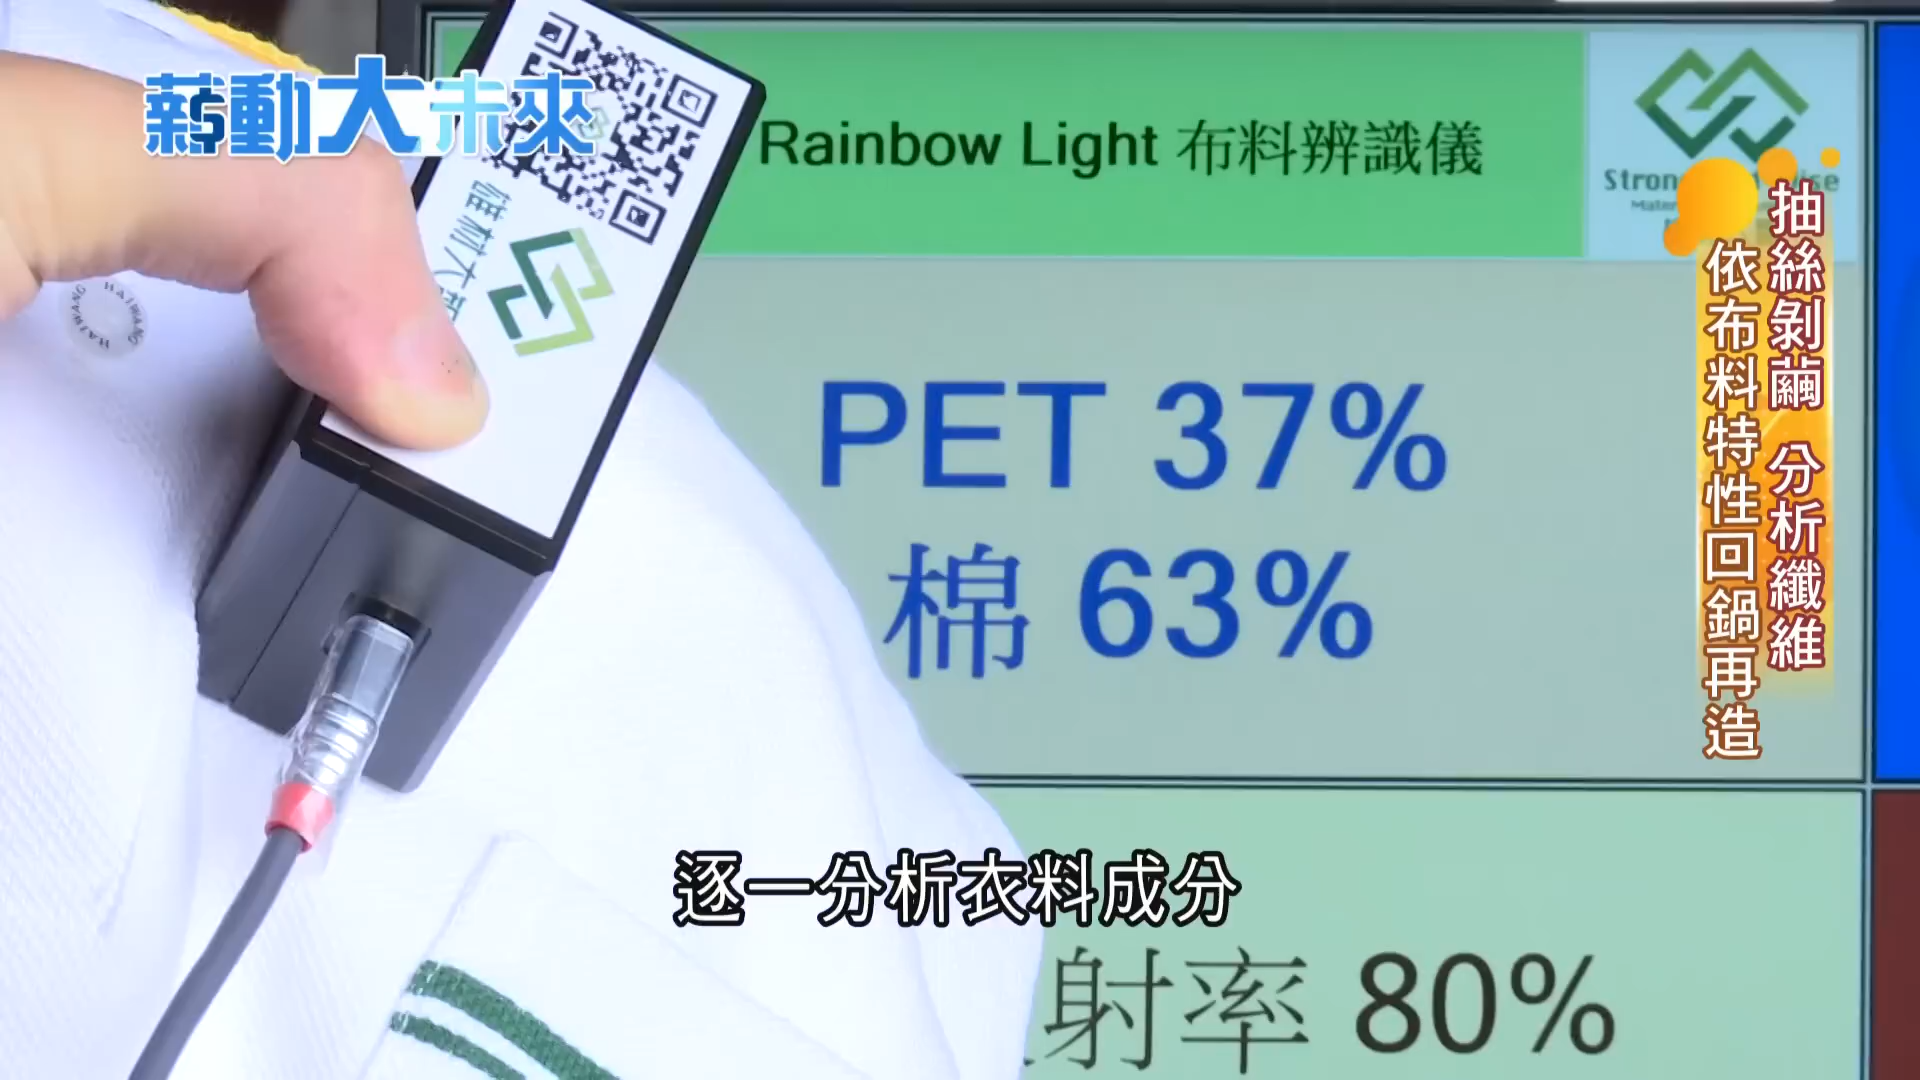 薪動大未來
Rainbow Light 布料辨識儀
抽絲剝繭 分析纖維
依布料特性回鍋再造
HAIWANG HAIWANG
PET 37%
棉 63%
逐一分析衣料成分
射率 80%